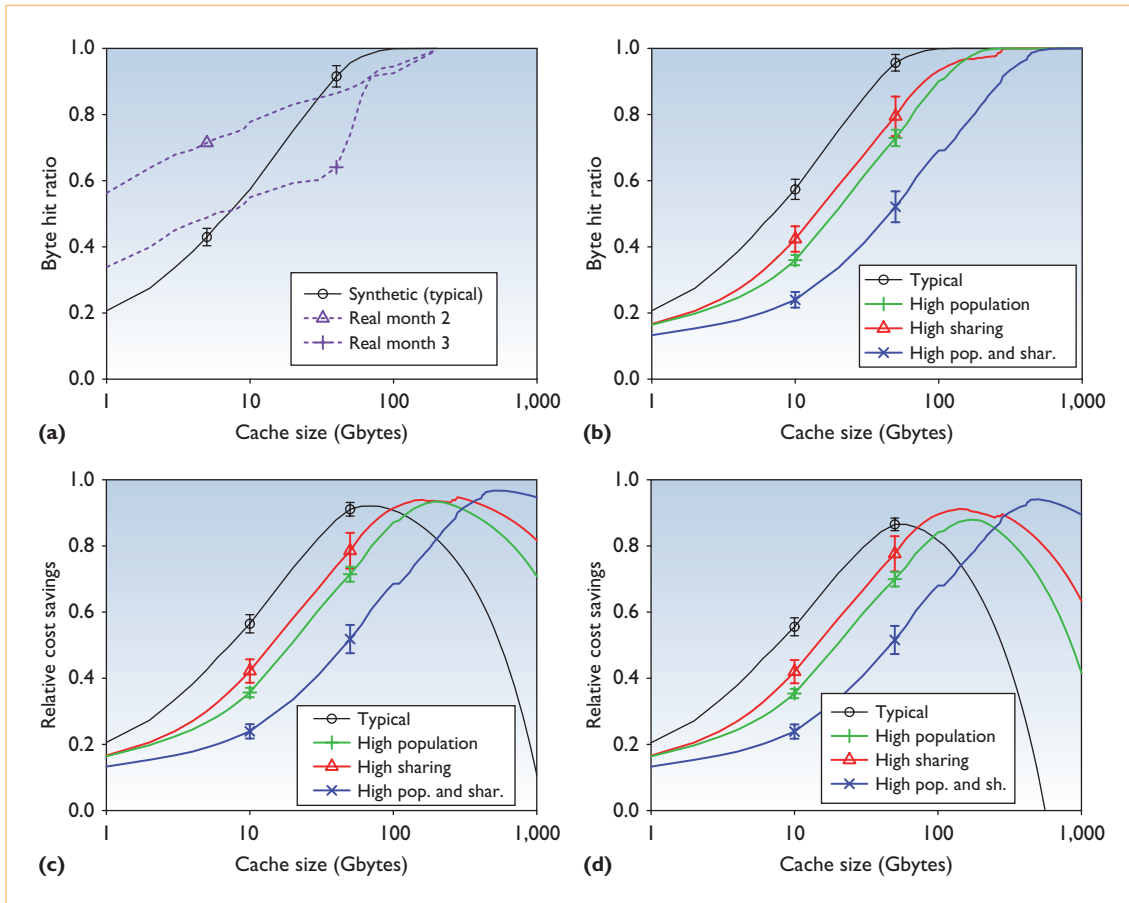 1.0
0.8
0.6
0.4
0.2
0.0
Byte hit ratio
Synthetic (typical)
Real month 2
Real month 3
1 10 100 1,000
(a) Cache size (Gbytes)
1.0
0.8
0.6
0.4
0.2
0.0
Byte hit ratio
Typical
High population
High sharing
High pop. and shar.
1 10 100 1,000
(b) Cache size (Gbytes)
1.0
0.8
0.6
0.4
0.2
0.0
Relative cost savings
Typical
High population
High sharing
High pop. and shar.
1 10 100 1,000
(c) Cache size (Gbytes)
1.0
0.8
0.6
0.4
0.2
0.0
Relative cost savings
Typical
High population
High sharing
High pop. and sh.
1 10 100 1,000
(d) Cache size (Gbytes)